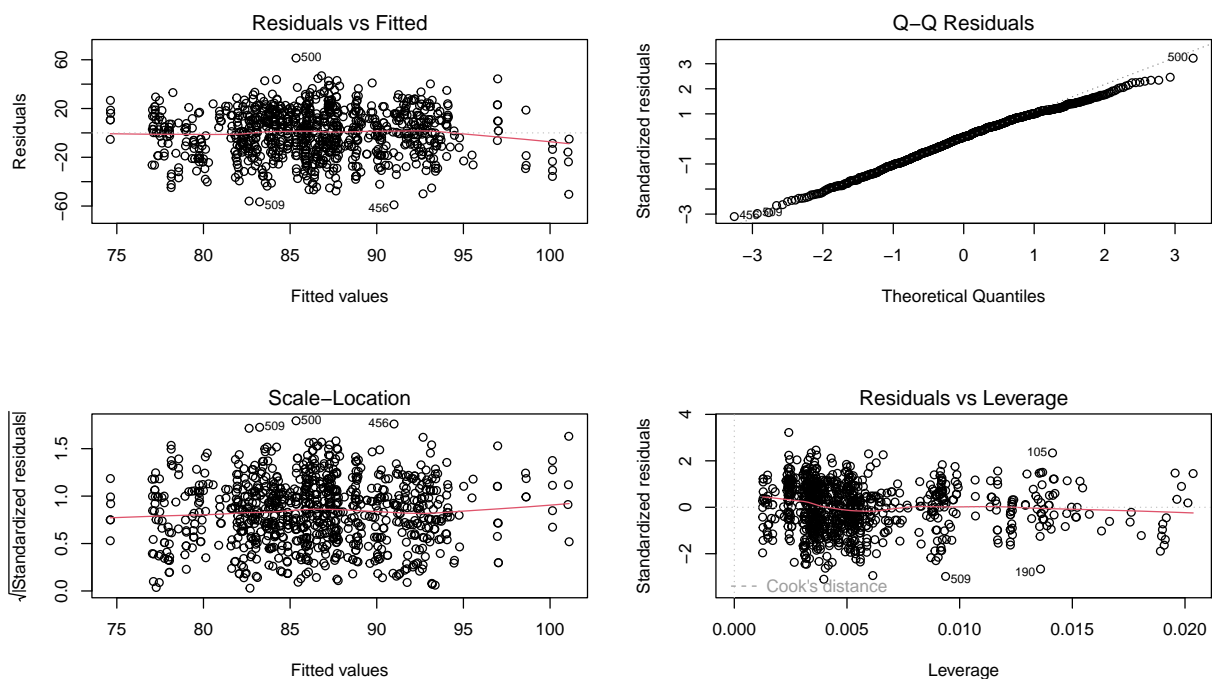 Residuals vs Fitted
Residuals
60
20
−20
−60
500
509
456
75 80 85 90 95 100
Fitted values
Q−Q Residuals
Standardized residuals
3
2
1
−1
−3
500
456
509
−3 −2 −1 0 1 2 3
Theoretical Quantiles
Scale−Location
√|Standardized residuals|
1.5
1.0
0.5
0.0
509
500
456
75 80 85 90 95 100
Fitted values
Residuals vs Leverage
Standardized residuals
4
2
0
−2
105
190
509
Cook's distance
0.000 0.005 0.010 0.015 0.020
Leverage